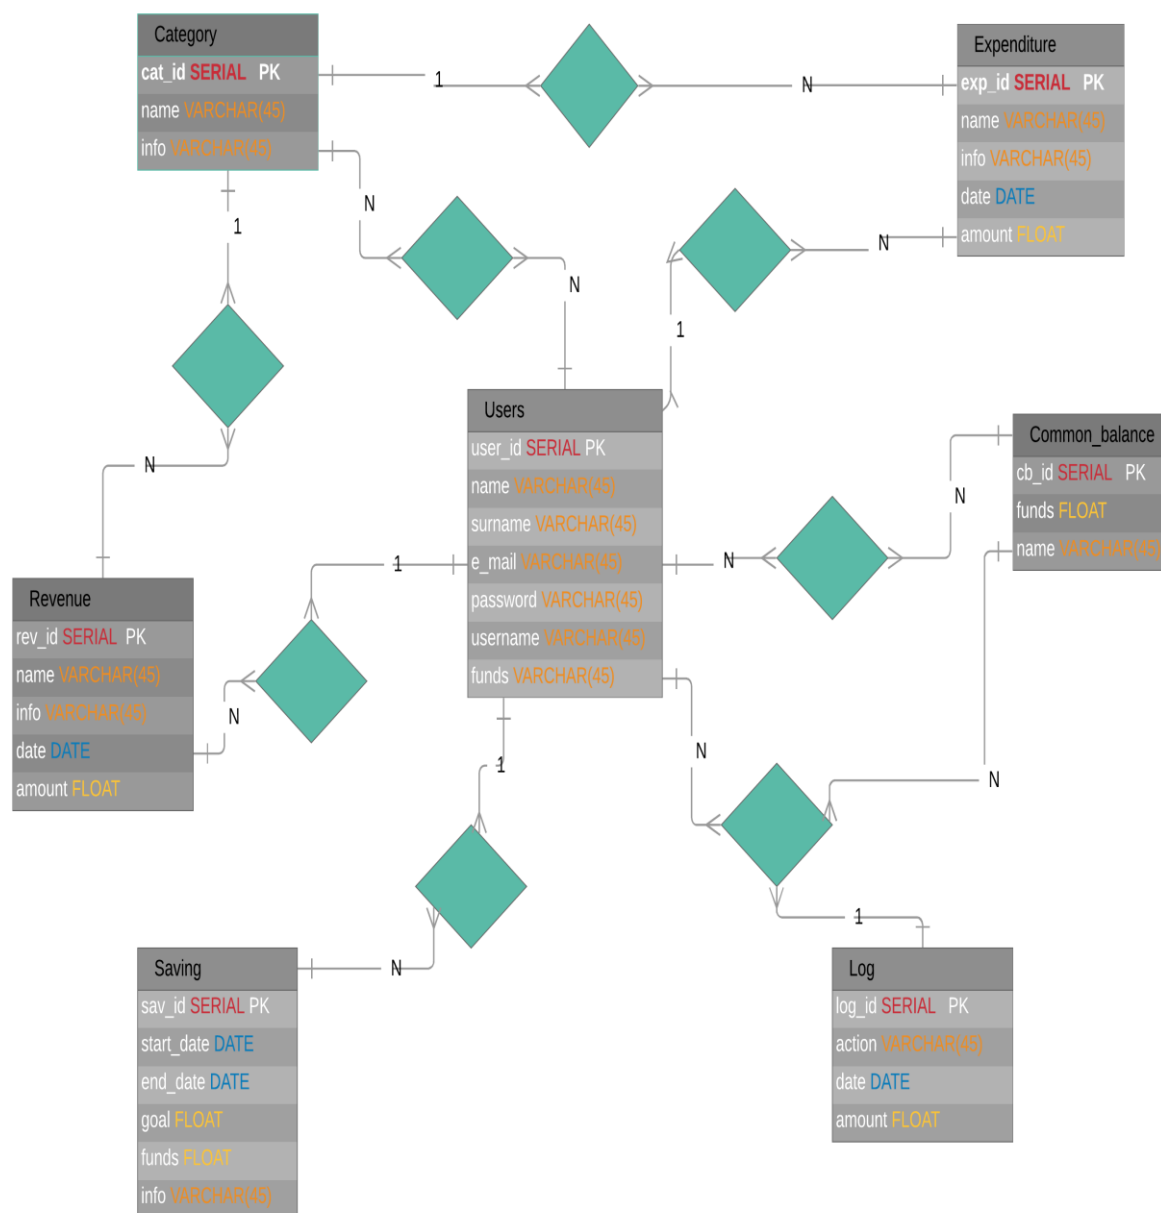 Category
cat_id SERIAL PK
name VARCHAR(45)
info VARCHAR(45)
1
N
Expenditure
exp_id SERIAL PK
name VARCHAR(45)
info VARCHAR(45)
date DATE
amount FLOAT
N
N
1
N
1
N
Users
user_id SERIAL PK
name VARCHAR(45)
surname VARCHAR(45)
e_mail VARCHAR(45)
password VARCHAR(45)
username VARCHAR(45)
funds VARCHAR(45)
Common_balance
cb_id SERIAL PK
funds FLOAT
name VARCHAR(45)
N
N
1
Revenue
rev_id SERIAL PK
name VARCHAR(45)
info VARCHAR(45)
date DATE
amount FLOAT
N
N
N
1
N
1
Saving
sav_id SERIAL PK
start_date DATE
end_date DATE
goal FLOAT
funds FLOAT
info VARCHAR(45)
Log
log_id SERIAL PK
action VARCHAR(45)
date DATE
amount FLOAT